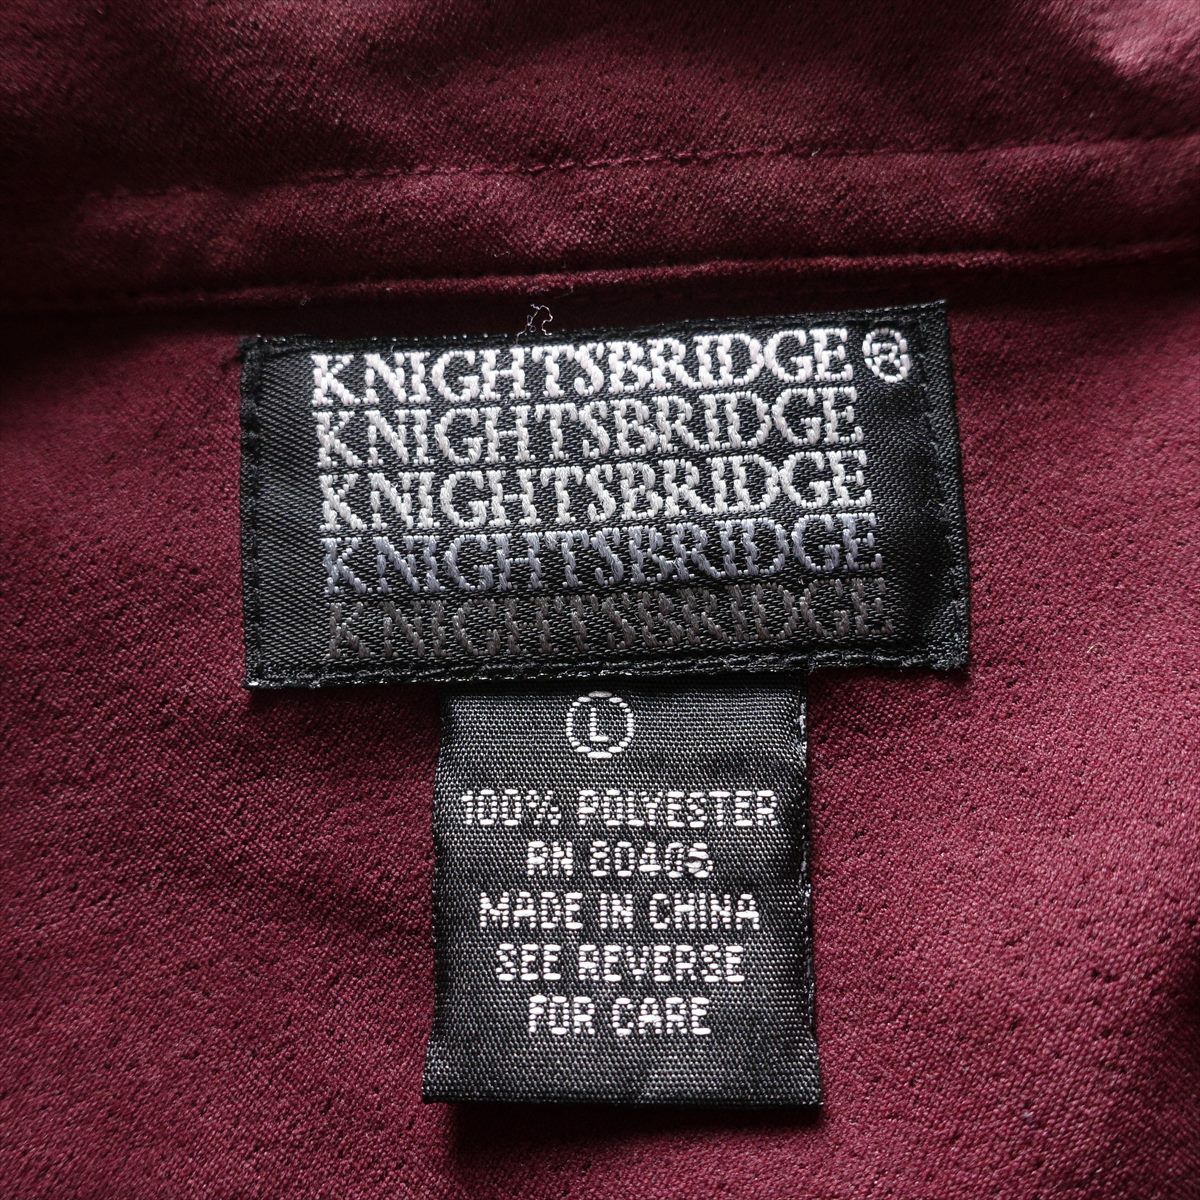 KNIGHTSBRIDGE®
KNIGHTSBRIDGE
KNIGHTSBRIDGE
KNIGHTSBRIDGE
KNIGHTSBRIDGE
L
100% POLYESTER
RN 80406
MADE IN CHINA
SEE REVERSE
FOR CARE